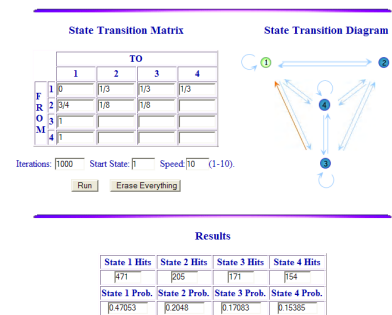 State Transition Matrix
State Transition Diagram
TO
1 2 3 4
FROM
1 0 1/3 1/3 1/3
2 3/4 1/8 1/8
3 1
4 1
Iterations: 1000 Start State: 1 Speed: 10 (1-10).
Run Erase Everything
1 2
4
3
Results
State 1 Hits State 2 Hits State 3 Hits State 4 Hits
471 205 171 154
State 1 Prob. State 2 Prob. State 3 Prob. State 4 Prob.
0.47053 0.2048 0.17083 0.15385